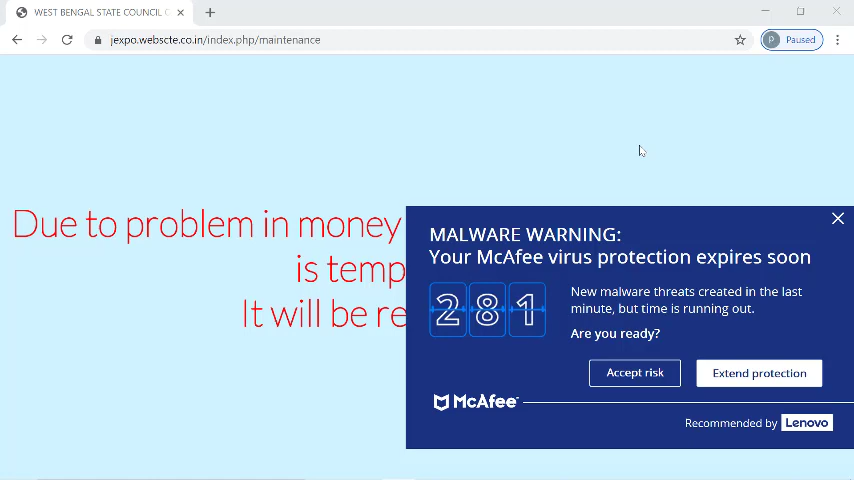 WEST BENGAL STATE COUNCIL
jexpo.webscte.co.in/index.php/maintenance
P Paused
Due to problem in money
is temp
It will be re
MALWARE WARNING:
Your McAfee virus protection expires soon
281
New malware threats created in the last
minute, but time is running out.
Are you ready?
Accept risk
Extend protection
McAfee™
Recommended by Lenovo